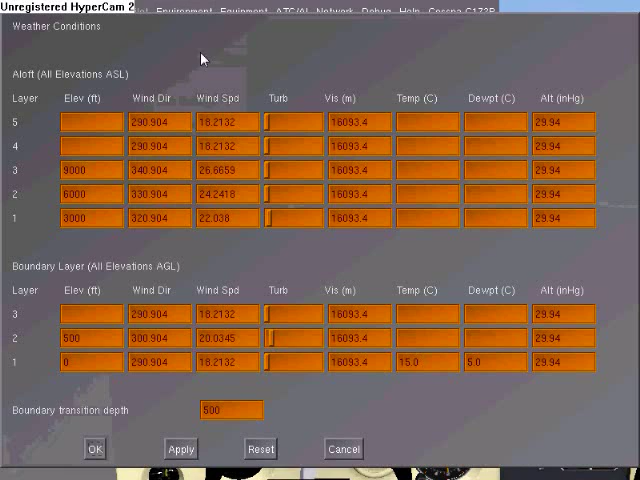 Unregistered HyperCam 2
Environment Equipment ATC/AI Network Debug Help Cessna C172P
Weather Conditions
Aloft (All Elevations ASL)
Layer Elev (ft) Wind Dir Wind Spd Turb Vis (m) Temp (C) Dewpt (C) Alt (inHg)
5 290.904 18.2132 16093.4 29.94
4 290.904 18.2132 16093.4 29.94
3 9000 340.904 26.6659 16093.4 29.94
2 6000 330.904 24.2418 16093.4 29.94
1 3000 320.904 22.038 16093.4 29.94
Boundary Layer (All Elevations AGL)
Layer Elev (ft) Wind Dir Wind Spd Turb Vis (m) Temp (C) Dewpt (C) Alt (inHg)
3 290.904 18.2132 16093.4 29.94
2 500 300.904 20.0345 16093.4 29.94
1 0 290.904 18.2132 16093.4 15.0 5.0 29.94
Boundary transition depth 500
OK Apply Reset Cancel